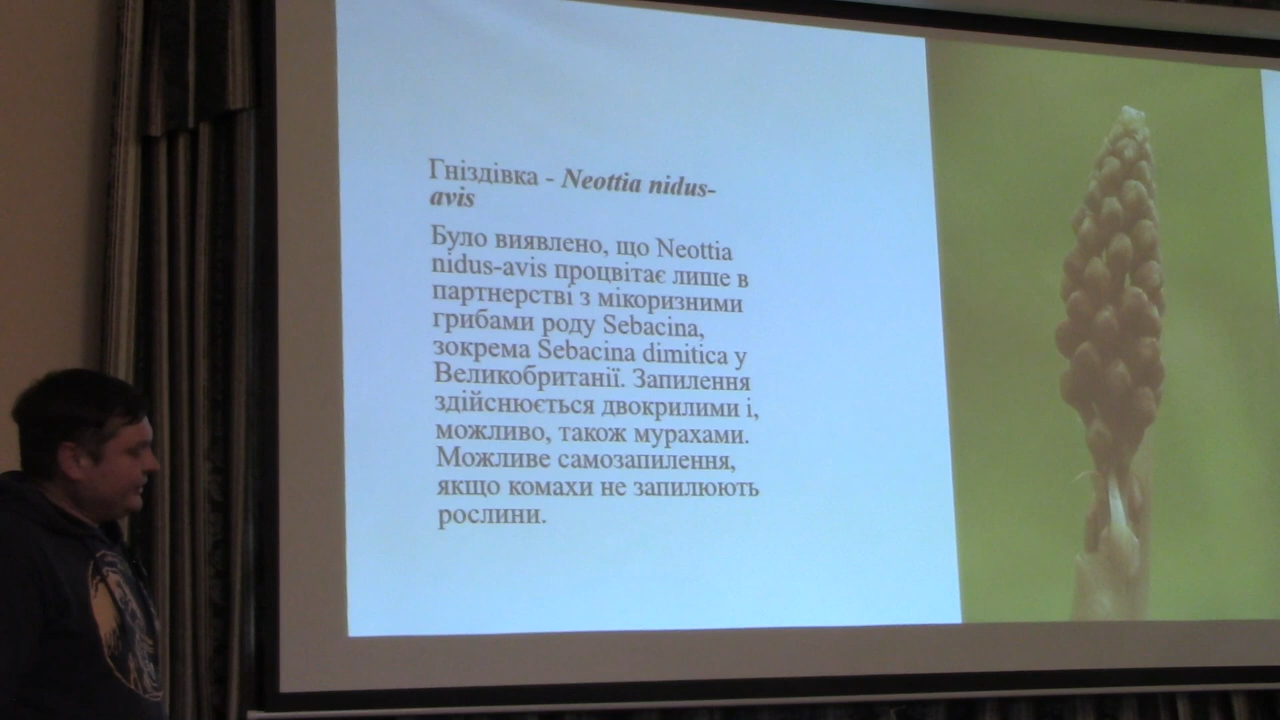 Гніздівка - Neottia nidus-
avis
Було виявлено, що Neottia
nidus-avis процвітає лише в
партнерстві з мікоризними
грибами роду Sebacina,
зокрема Sebacina dimitica у
Великобританії. Запилення
здійснюється двокрилими і,
можливо, також мурахами.
Можливе самозапилення,
якщо комахи не запилюють
рослини.